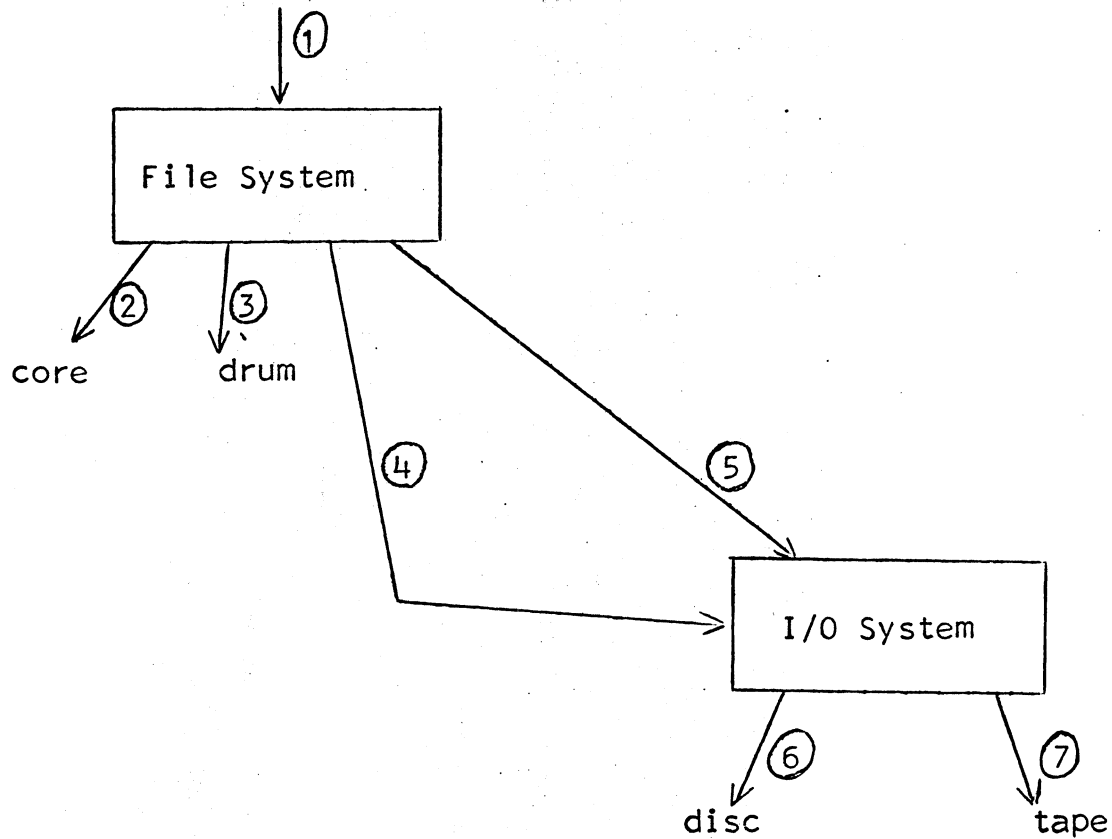 ①
File System
② ③
core drum
④ ⑤
I/O System
⑥ ⑦
disc tape